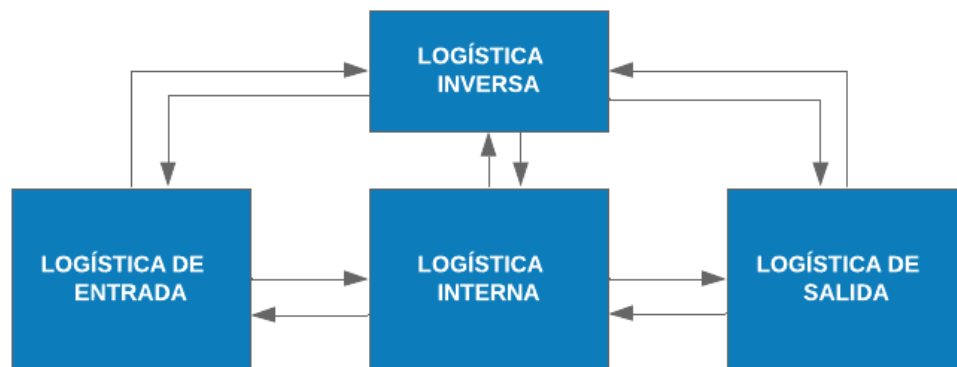 LOGÍSTICA
INVERSA
LOGÍSTICA DE
ENTRADA
LOGÍSTICA
INTERNA
LOGÍSTICA DE
SALIDA